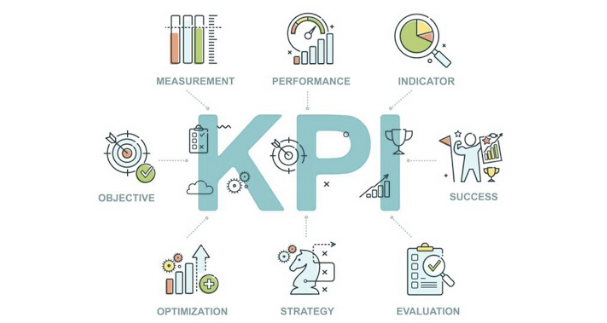 MEASUREMENT
PERFORMANCE
INDICATOR
KPI
OBJECTIVE
SUCCESS
OPTIMIZATION
STRATEGY
EVALUATION